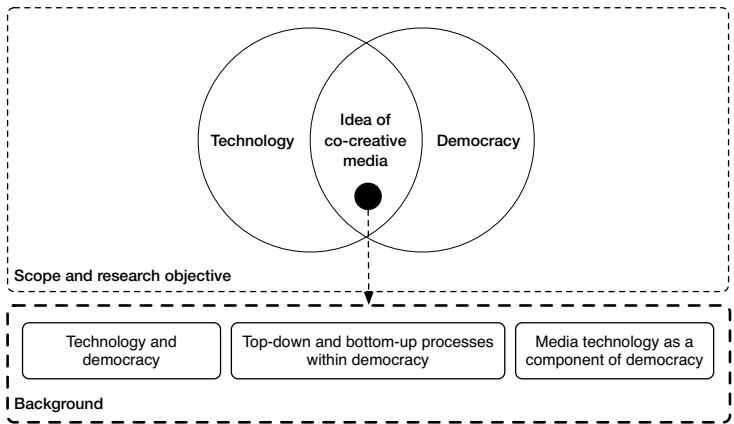 Technology
Idea of
co-creative
media
Democracy
Scope and research objective
Technology and
democracy
Top-down and bottom-up processes
within democracy
Media technology as a
component of democracy
Background